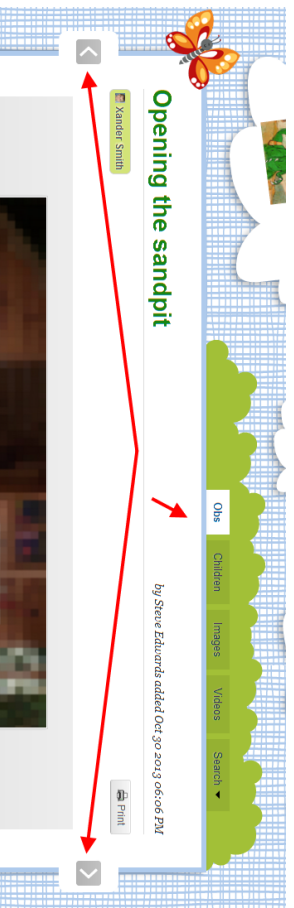 Obs Children Images Videos Search
Opening the sandpit
by Steve Edwards added Oct 30 2013 06:06 PM
Xander Smith
Print